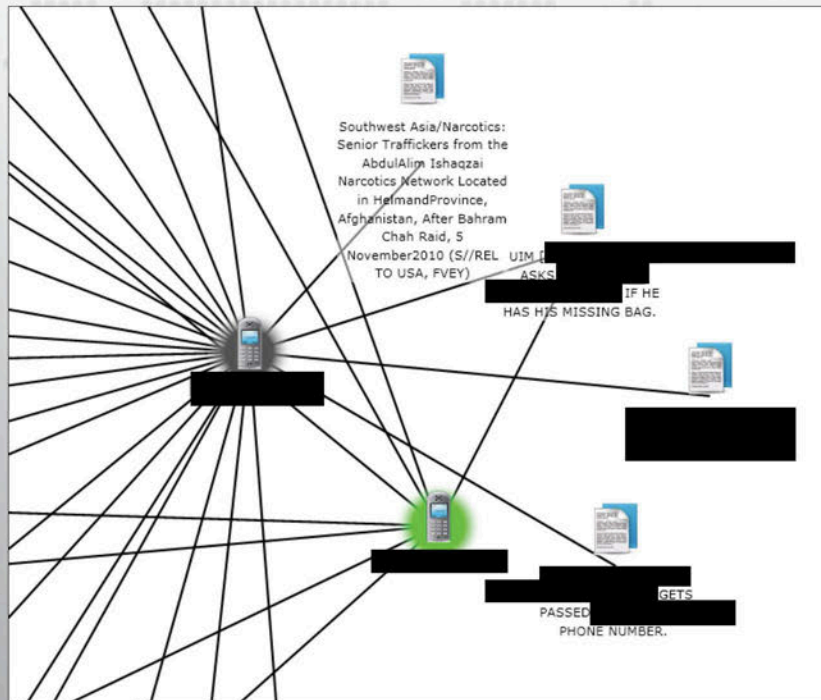 Southwest Asia/Narcotics:
Senior Traffickers from the
AbdulAlim Ishaqzai
Narcotics Network Located
in HelmandProvince,
Afghanistan, After Bahram
Chah Raid, 5
November2010 (S//REL
TO USA, FVEY)
UIM [
ASKS
IF HE
HAS HIS MISSING BAG.
GETS
PASSED
PHONE NUMBER.